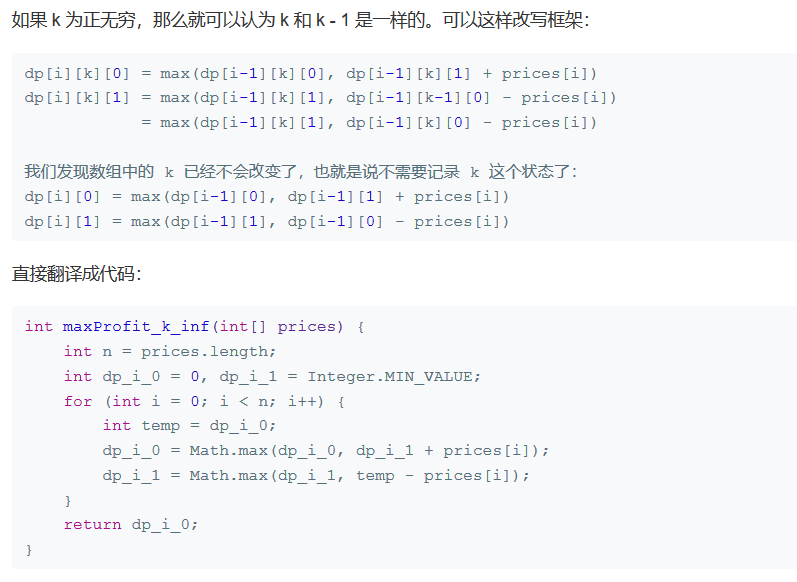 如果 k 为正无穷，那么就可以认为 k 和 k - 1 是一样的。可以这样改写框架：
dp[i][k][0] = max(dp[i-1][k][0], dp[i-1][k][1] + prices[i])
dp[i][k][1] = max(dp[i-1][k][1], dp[i-1][k-1][0] - prices[i])
            = max(dp[i-1][k][1], dp[i-1][k][0] - prices[i])
我们发现数组中的 k 已经不会改变了，也就是说不需要记录 k 这个状态了：
dp[i][0] = max(dp[i-1][0], dp[i-1][1] + prices[i])
dp[i][1] = max(dp[i-1][1], dp[i-1][0] - prices[i])
直接翻译成代码：
int maxProfit_k_inf(int[] prices) {
    int n = prices.length;
    int dp_i_0 = 0, dp_i_1 = Integer.MIN_VALUE;
    for (int i = 0; i < n; i++) {
        int temp = dp_i_0;
        dp_i_0 = Math.max(dp_i_0, dp_i_1 + prices[i]);
        dp_i_1 = Math.max(dp_i_1, temp - prices[i]);
    }
    return dp_i_0;
}